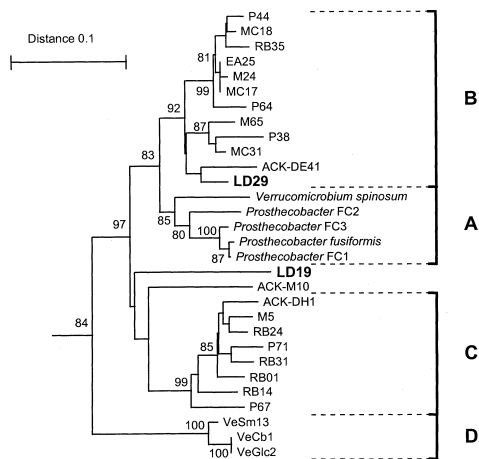 P44
MC18
RB35
Distance 0.1
81
EA25
M24
MC17
99
P64
B
92
M65
87
P38
MC31
83
ACK-DE41
LD29
Verrucomicrobium spinosum
85
Prosthecobacter FC2
A
80
100
Prosthecobacter FC3
97
Prosthecobacter fusiformis
87
Prosthecobacter FC1
LD19
ACK-M10
ACK-DH1
84
M5
RB24
85
P71
C
RB31
99
RB01
RB14
P67
VeSm13
100
VeCb1
D
100
VeGlc2